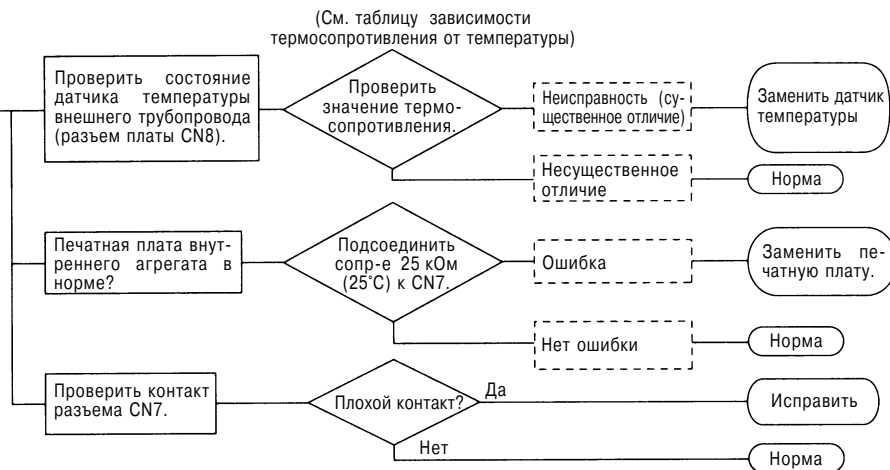 (См. таблицу зависимости
термосопротивления от температуры)
Проверить состояние
датчика температуры
внешнего трубопровода
(разъем платы CN8).
Проверить
значение термо-
сопротивления.
Неисправность (су-
щественное отличие)
Заменить датчик
температуры
Несущественное
отличие
Норма
Печатная плата внут-
реннего агрегата в
норме?
Подсоединить
сопр-е 25 кОм
(25°C) к CN7.
Ошибка
Заменить пе-
чатную плату.
Нет ошибки
Норма
Проверить контакт
разъема CN7.
Плохой контакт?
Да
Исправить
Нет
Норма